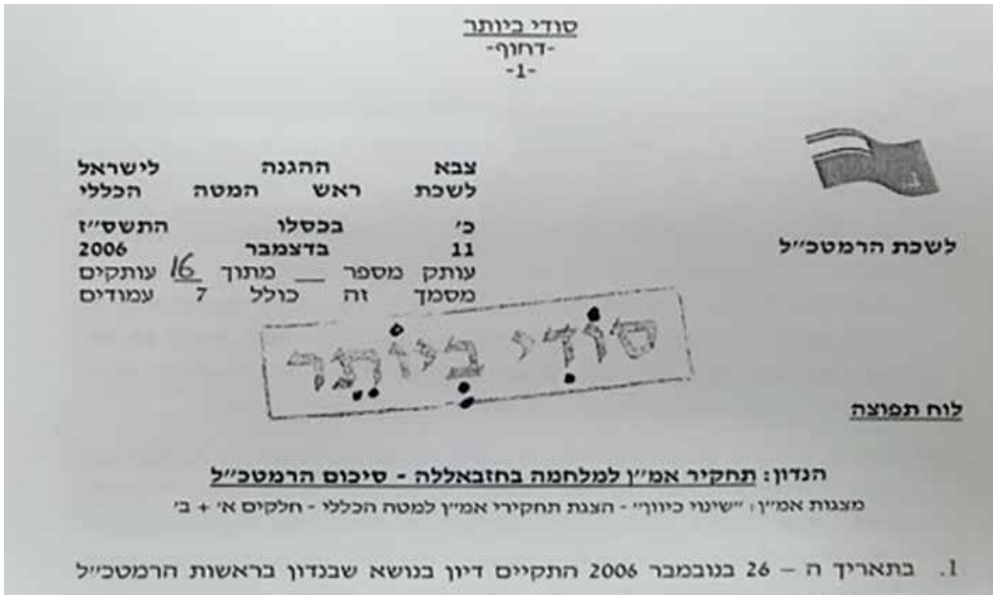 סודי ביותר
-דחוף-
-1-
צבא ההגנה לישראל
לשכת ראש המטה הכללי
כ' בכסלו התשס״ז
11 בדצמבר 2006
עותק מספר __ מתוך 16 עותקים
מסמך זה כולל 7 עמודים
לשכת הרמטכ״ל
סוֹדִי בְּיוֹתֵר
לוח תפוצה
הנדון: תחקיר אמ״ן למלחמה בחזבאללה - סיכום הרמטכ״ל
מצגות אמ״ן: ״שינוי כיוון״ - הצגת תחקירי אמ״ן למטה הכללי - חלקים א' + ב'
1. בתאריך ה – 26 בנובמבר 2006 התקיים דיון בנושא שבנדון בראשות הרמטכ״ל